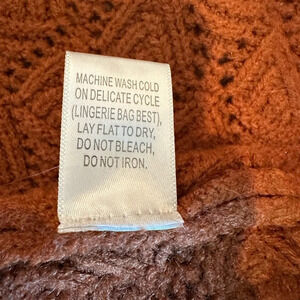 MACHINE WASH COLD
ON DELICATE CYCLE
(LINGERIE BAG BEST),
LAY FLAT TO DRY,
DO NOT BLEACH,
DO NOT IRON.